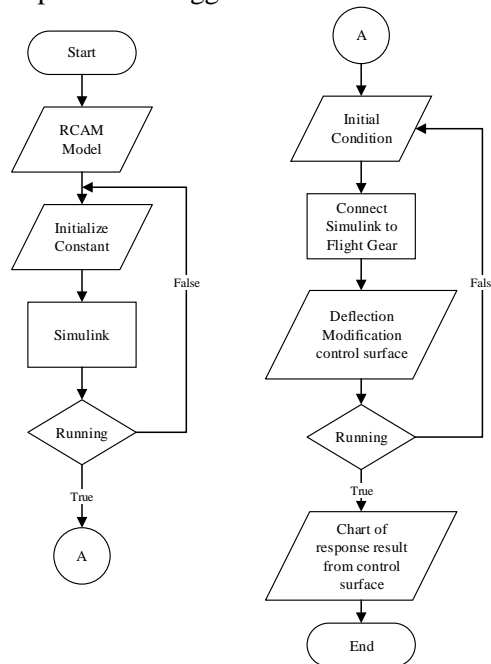 Start
RCAM
Model
Initialize
Constant
Simulink
False
Running
True
A
A
Initial
Condition
Connect
Simulink to
Flight Gear
Fals
Deflection
Modification
control surface
Running
True
Chart of
response result
from control
surface
End